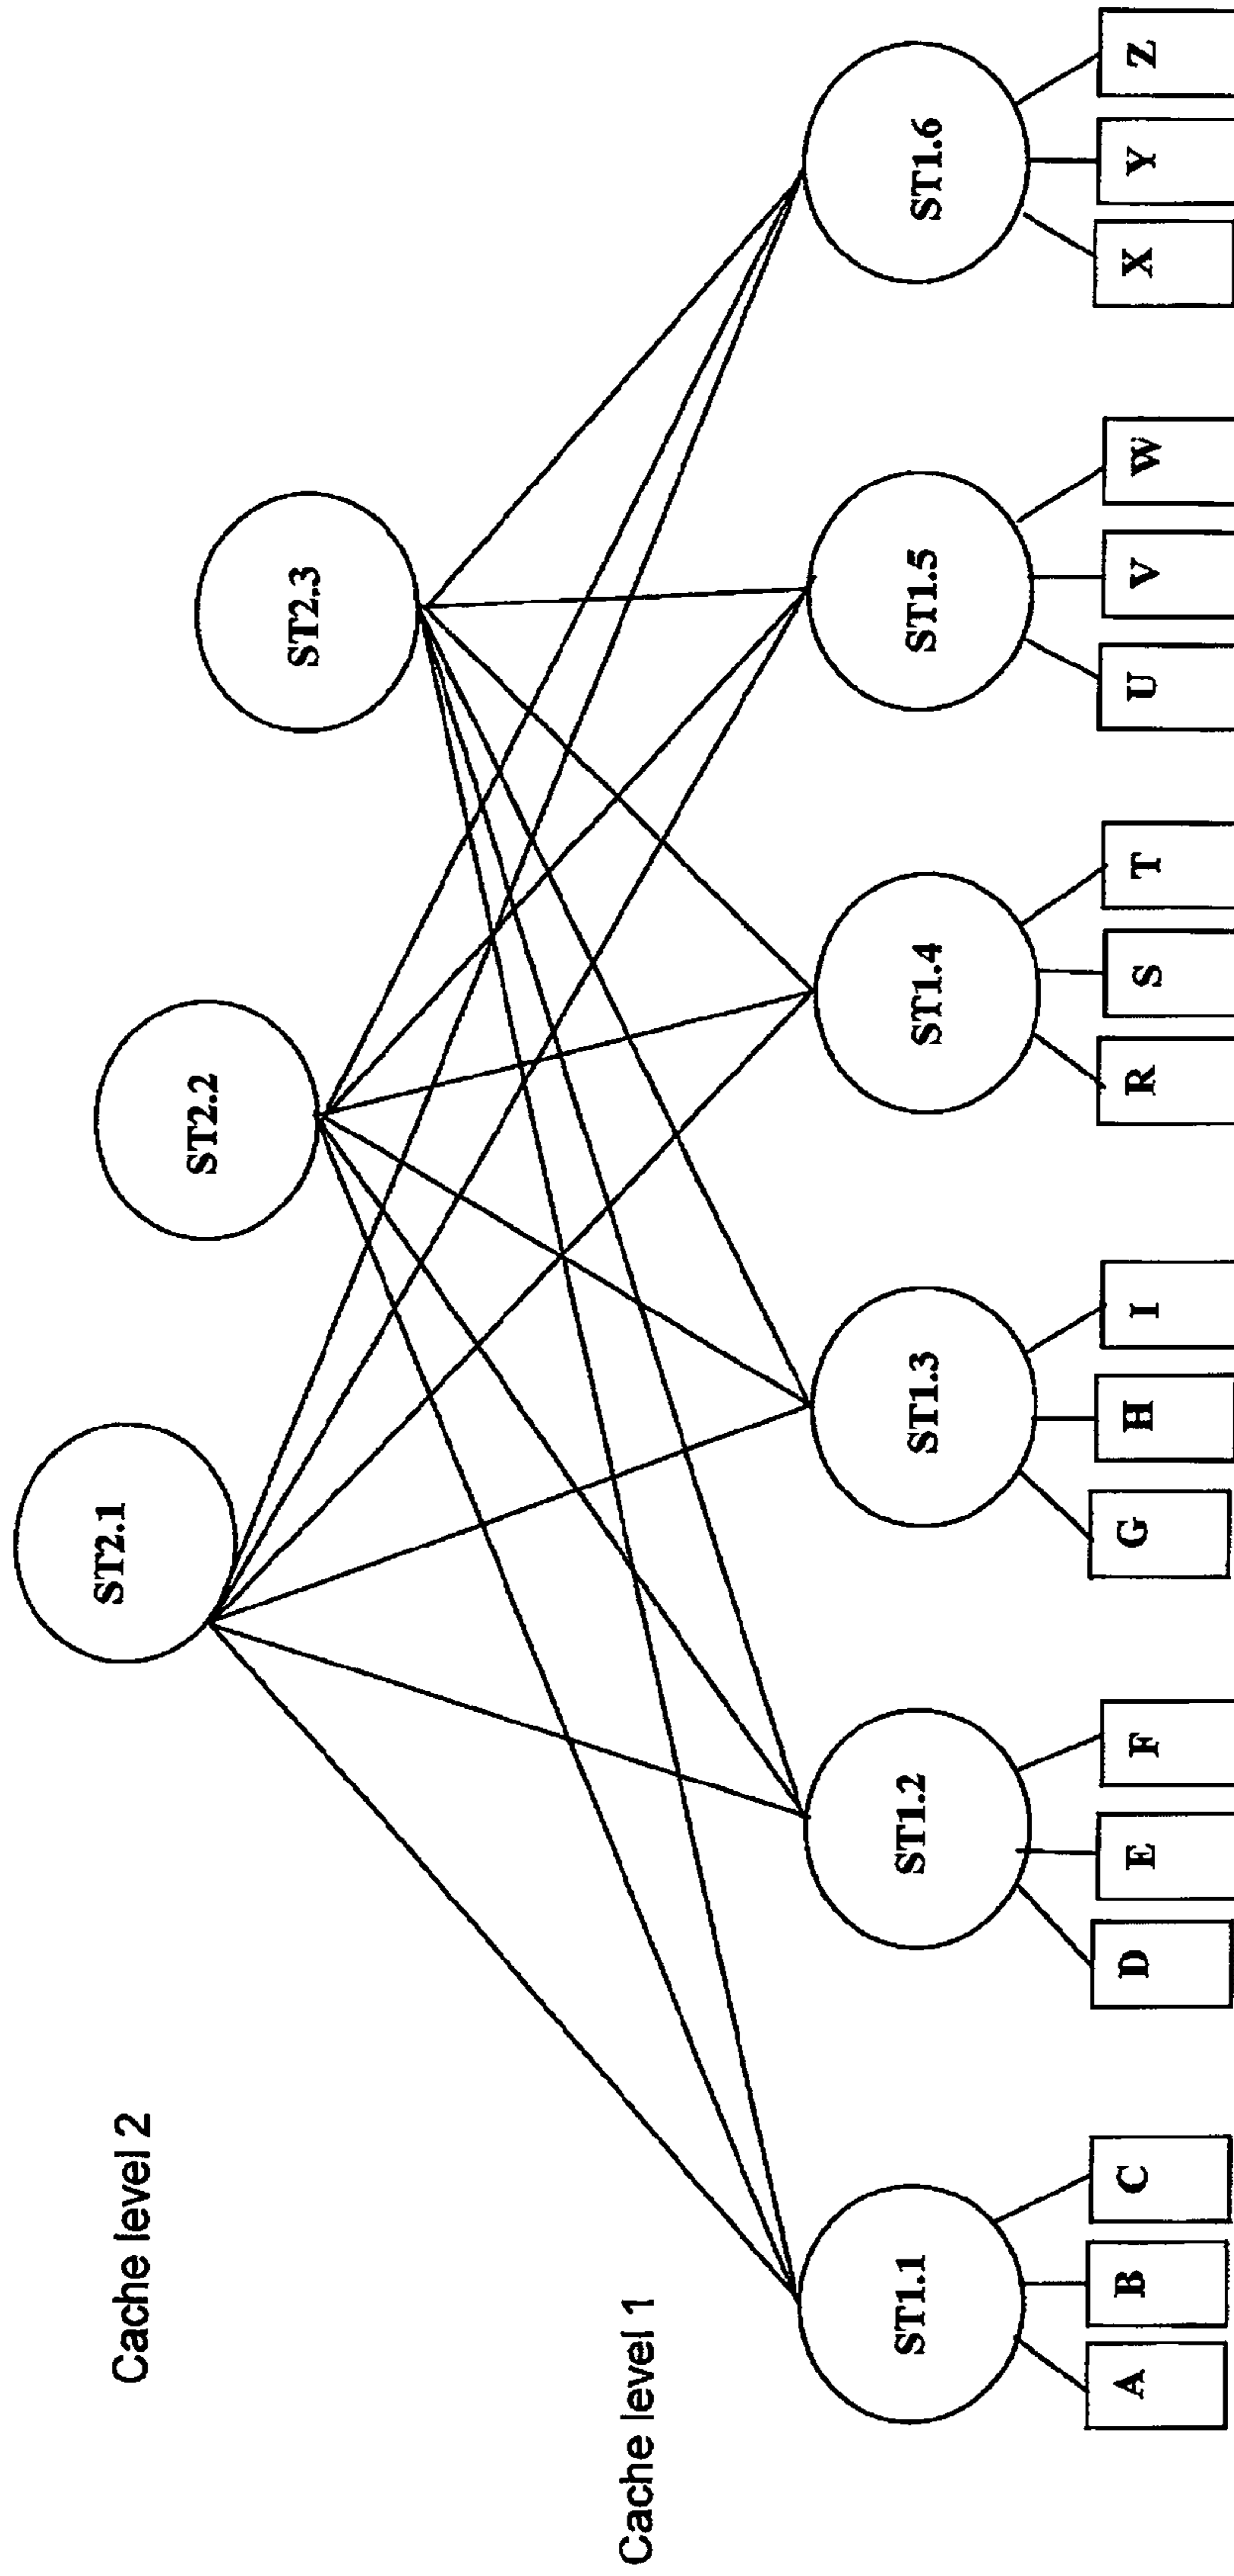 Cache level 2
ST2.1
ST2.2
ST2.3
Cache level 1
ST1.1
ST1.2
ST1.3
ST1.4
ST1.5
ST1.6
A
B
C
D
E
F
G
H
I
R
S
T
U
V
W
X
Y
Z